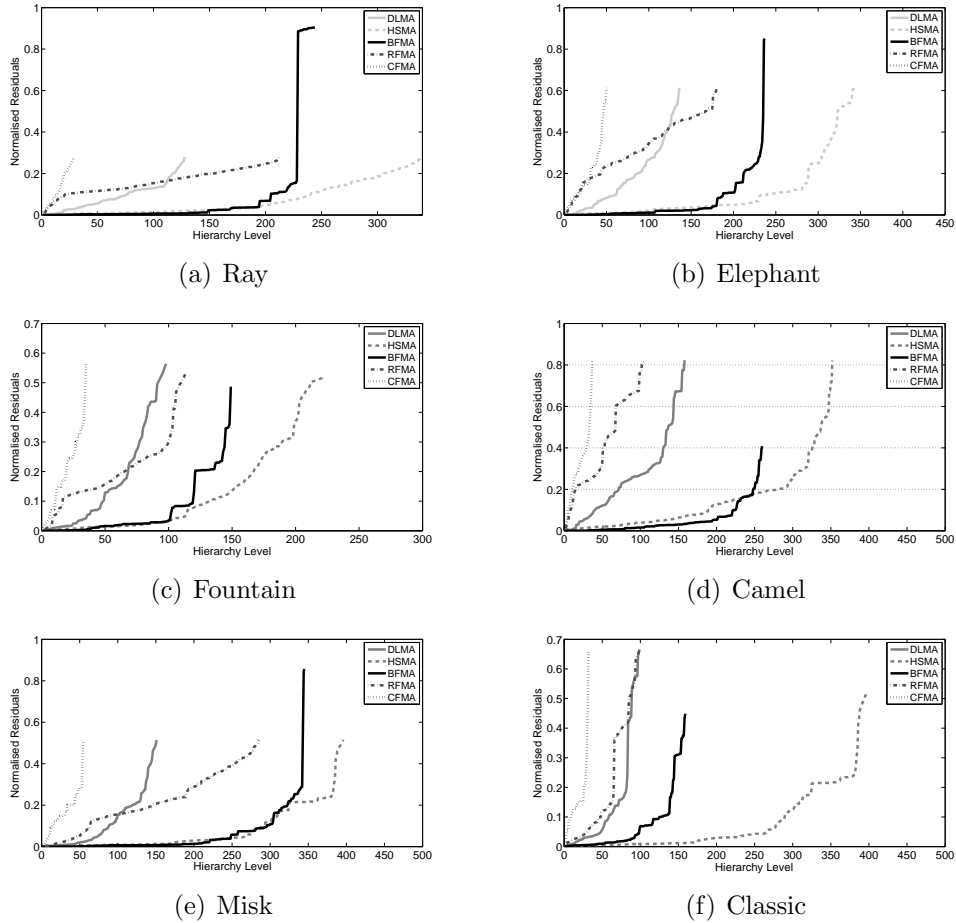 1
0.8
0.6
0.4
0.2
0
Normalised Residuals
0 50 100 150 200 250 300
Hierarchy Level
DLMA
HSMA
BFMA
RFMA
CFMA
(a) Ray
1
0.8
0.6
0.4
0.2
0
Normalised Residuals
0 50 100 150 200 250 300 350 400 450
Hierarchy Level
DLMA
HSMA
BFMA
RFMA
CFMA
(b) Elephant
0.7
0.6
0.5
0.4
0.3
0.2
0.1
0
Normalised Residuals
0 50 100 150 200 250 300
Hierarchy Level
DLMA
HSMA
BFMA
RFMA
CFMA
(c) Fountain
1
0.8
0.6
0.4
0.2
0
Normalised Residuals
0 50 100 150 200 250 300 350 400 450 500
Hierarchy Level
DLMA
HSMA
BFMA
RFMA
CFMA
(d) Camel
1
0.8
0.6
0.4
0.2
0
Normalised Residuals
0 50 100 150 200 250 300 350 400 450 500
Hierarchy Level
DLMA
HSMA
BFMA
RFMA
CFMA
(e) Misk
0.7
0.6
0.5
0.4
0.3
0.2
0.1
0
Normalised Residuals
0 50 100 150 200 250 300 350 400 450 500
Hierarchy Level
DLMA
HSMA
BFMA
RFMA
CFMA
(f) Classic